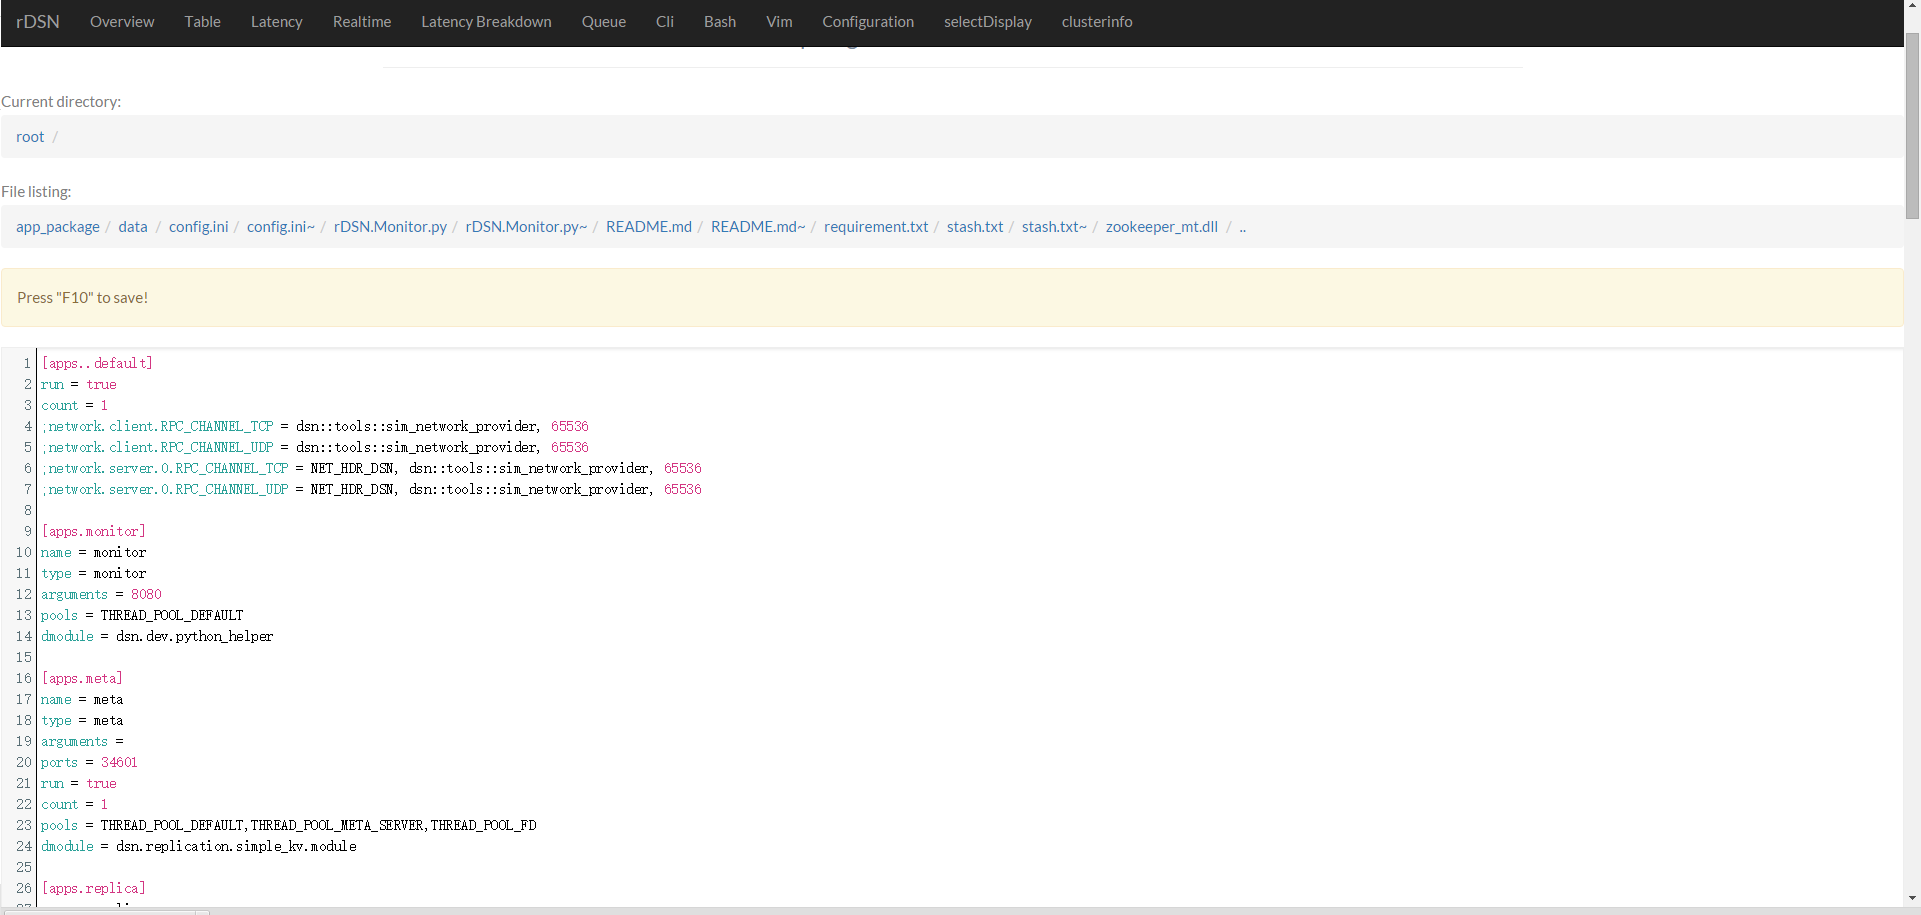 rDSN Overview Table Latency Realtime Latency Breakdown Queue Cli Bash Vim Configuration selectDisplay clusterinfo
Current directory:
root /
File listing:
app_package / data / config.ini / config.ini~ / rDSN.Monitor.py / rDSN.Monitor.py~ / README.md / README.md~ / requirement.txt / stash.txt / stash.txt~ / zookeeper_mt.dll / ..
Press "F10" to save!
1 [apps..default]
2 run = true
3 count = 1
4 ;network.client.RPC_CHANNEL_TCP = dsn::tools::sim_network_provider, 65536
5 ;network.client.RPC_CHANNEL_UDP = dsn::tools::sim_network_provider, 65536
6 ;network.server.0.RPC_CHANNEL_TCP = NET_HDR_DSN, dsn::tools::sim_network_provider, 65536
7 ;network.server.0.RPC_CHANNEL_UDP = NET_HDR_DSN, dsn::tools::sim_network_provider, 65536
8
9 [apps.monitor]
10 name = monitor
11 type = monitor
12 arguments = 8080
13 pools = THREAD_POOL_DEFAULT
14 dmodule = dsn.dev.python_helper
15
16 [apps.meta]
17 name = meta
18 type = meta
19 arguments =
20 ports = 34601
21 run = true
22 count = 1
23 pools = THREAD_POOL_DEFAULT,THREAD_POOL_META_SERVER,THREAD_POOL_FD
24 dmodule = dsn.replication.simple_kv.module
25
26 [apps.replica]